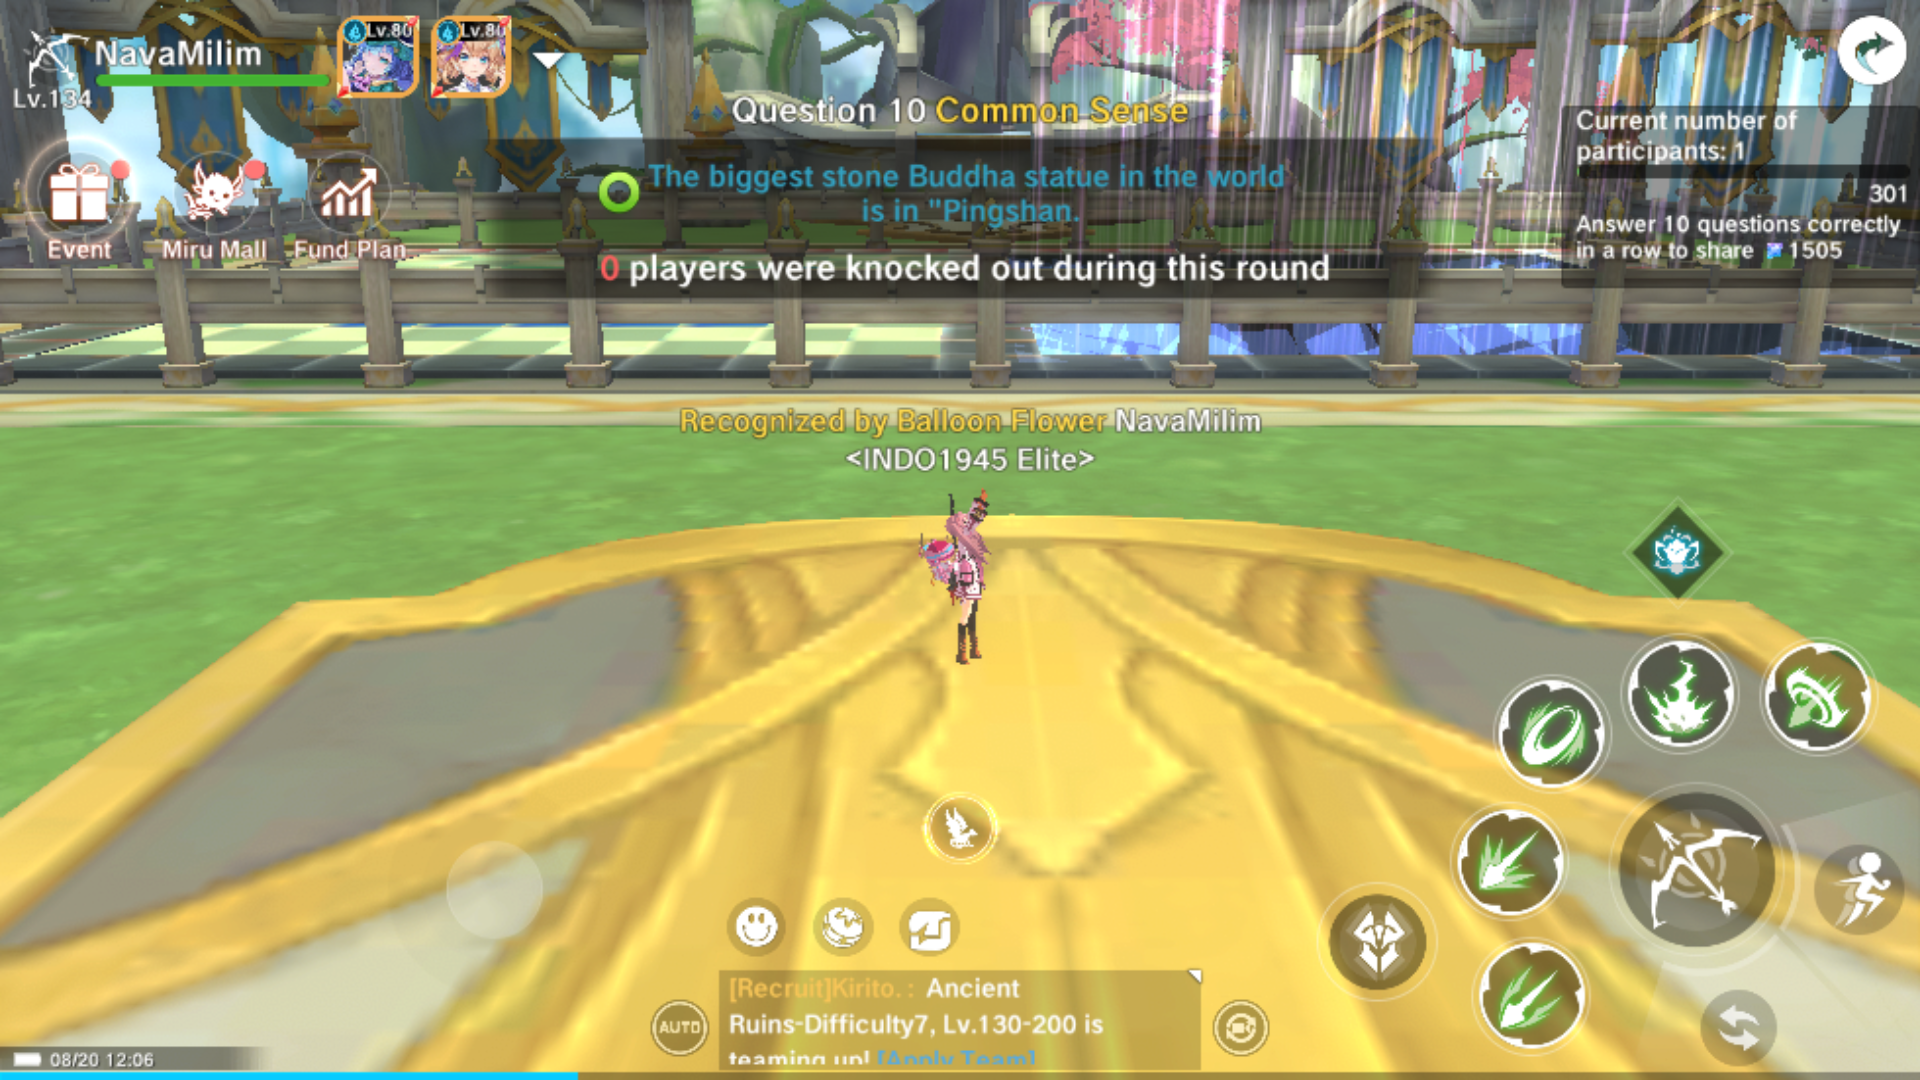 NavaMilim
Lv.134
Lv.80
Lv.80
Event
Miru Mall
Fund Plan
Question 10 Common Sense
The biggest stone Buddha statue in the world
is in "Pingshan.
0 players were knocked out during this round
Current number of
participants: 1
301
Answer 10 questions correctly
in a row to share 1505
Recognized by Balloon Flower NavaMilim
<INDO1945 Elite>
[Recruit]Kirito. : Ancient
Ruins-Difficulty7, Lv.130-200 is
teaming up! [Apply Team]
AUTO
08/20 12:06